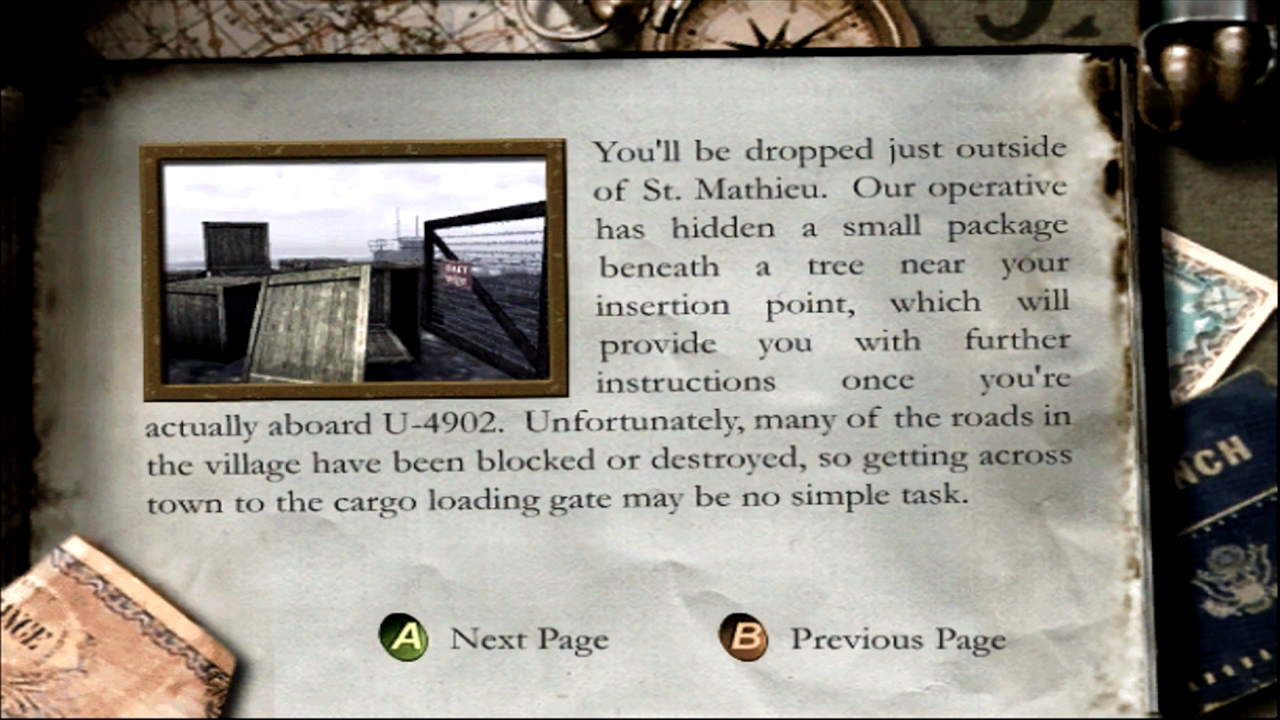 You'll be dropped just outside
of St. Mathieu. Our operative
has hidden a small package
beneath a tree near your
insertion point, which will
provide you with further
instructions once you're
actually aboard U-4902. Unfortunately, many of the roads in
the village have been blocked or destroyed, so getting across
town to the cargo loading gate may be no simple task.
A Next Page
B Previous Page
NCH